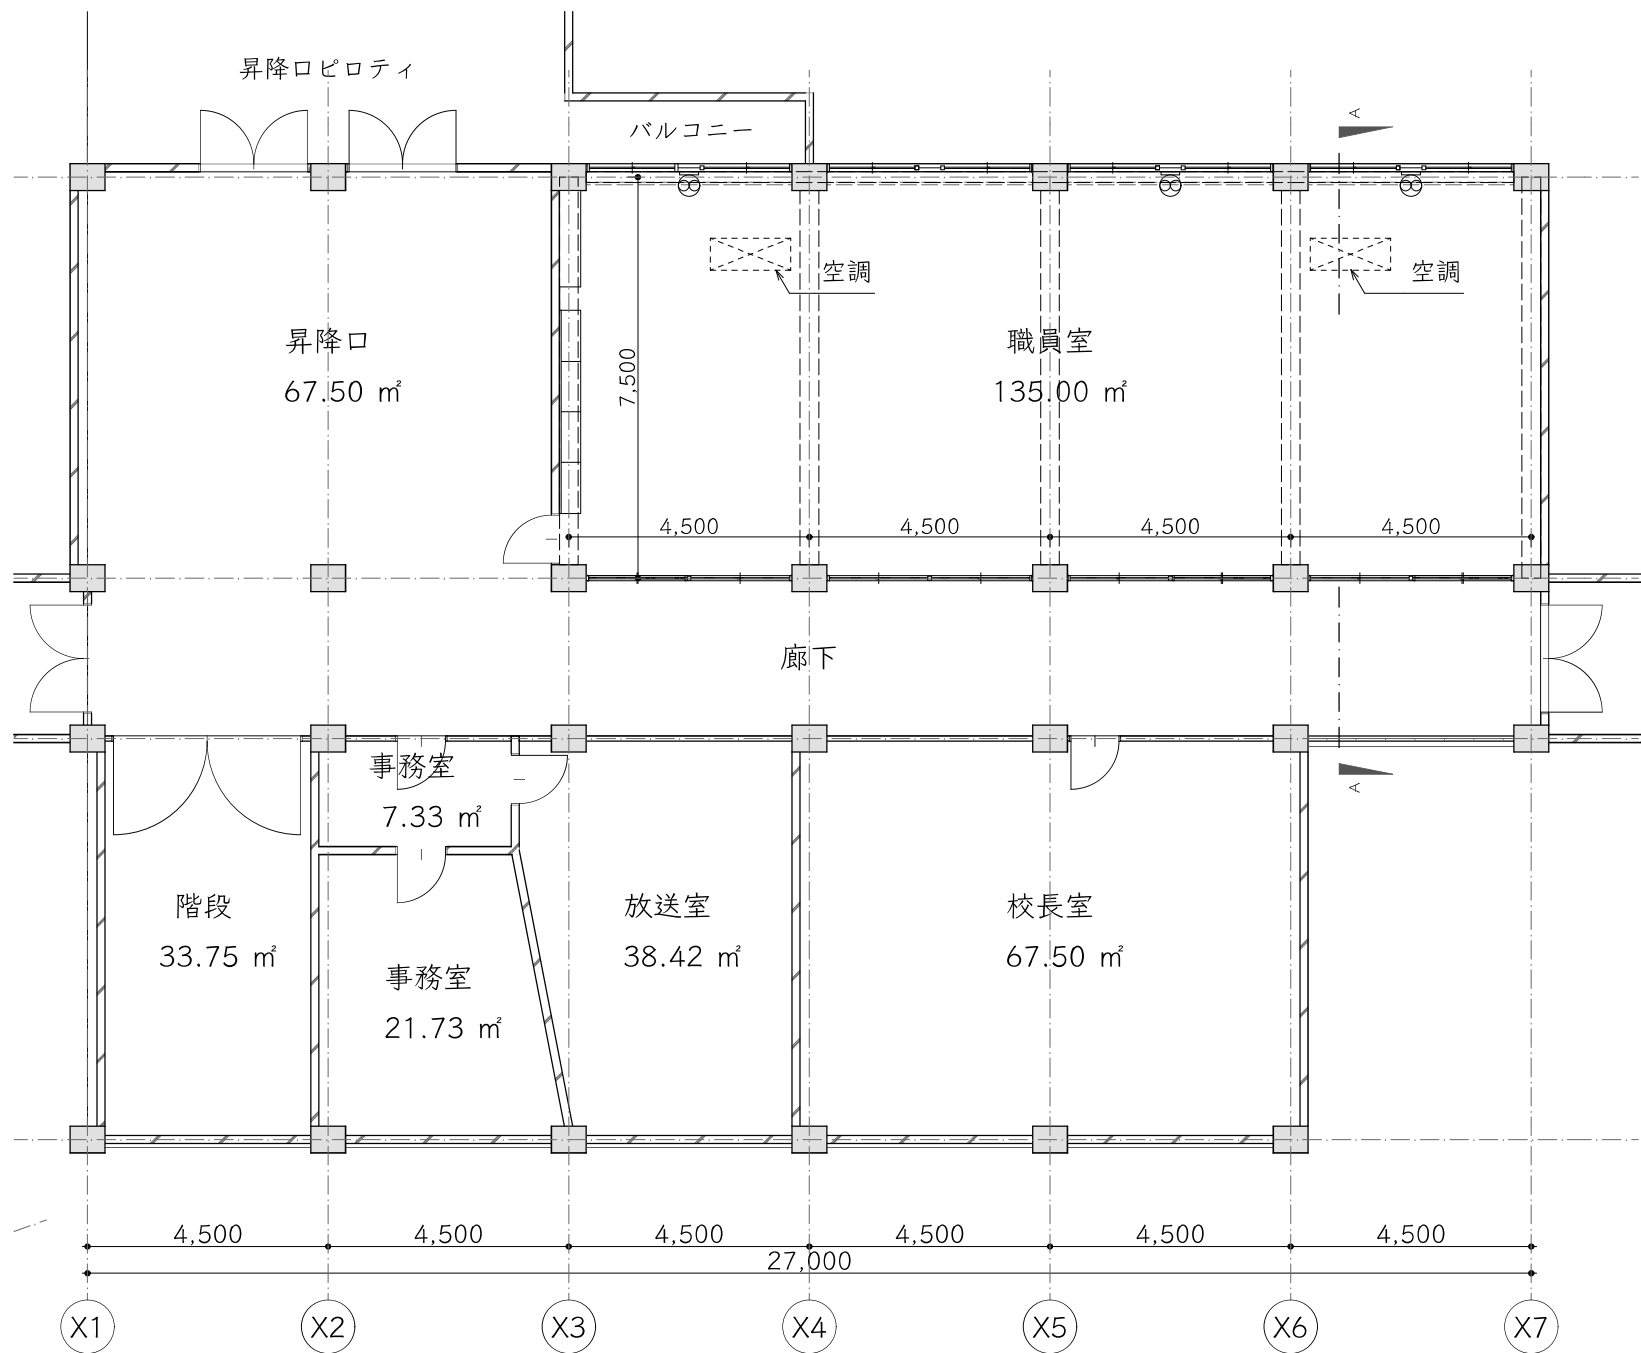 昇降口ピロティ
バルコニー
A
空調
空調
昇降口
67.50 ㎡
7,500
職員室
135.00 ㎡
4,500
4,500
4,500
4,500
廊下
事務室
7.33 ㎡
A
階段
33.75 ㎡
事務室
21.73 ㎡
放送室
38.42 ㎡
校長室
67.50 ㎡
4,500
4,500
4,500
4,500
4,500
4,500
27,000
X1
X2
X3
X4
X5
X6
X7